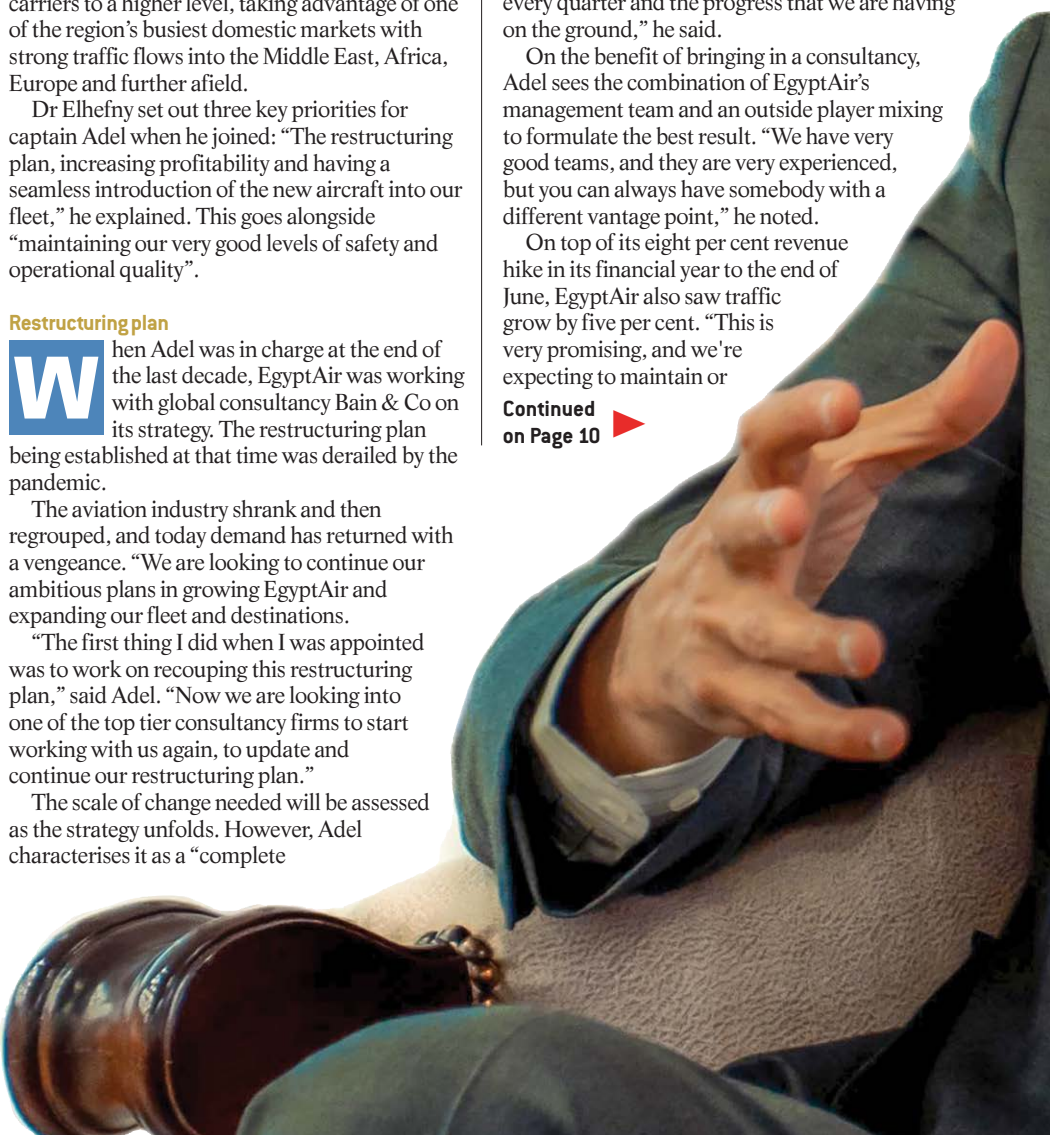 carriers to a higher level, taking advantage of one
of the region's busiest domestic markets with
strong traffic flows into the Middle East, Africa,
Europe and further afield.
Dr Elhefny set out three key priorities for
captain Adel when he joined: “The restructuring
plan, increasing profitability and having a
seamless introduction of the new aircraft into our
fleet,” he explained. This goes alongside
“maintaining our very good levels of safety and
operational quality”.
Restructuring plan
When Adel was in charge at the end of
the last decade, EgyptAir was working
with global consultancy Bain & Co on
its strategy. The restructuring plan
being established at that time was derailed by the
pandemic.
The aviation industry shrank and then
regrouped, and today demand has returned with
a vengeance. “We are looking to continue our
ambitious plans in growing EgyptAir and
expanding our fleet and destinations.
“The first thing I did when I was appointed
was to work on recouping this restructuring
plan,” said Adel. “Now we are looking into
one of the top tier consultancy firms to start
working with us again, to update and
continue our restructuring plan.”
The scale of change needed will be assessed
as the strategy unfolds. However, Adel
characterises it as a “complete
every quarter and the progress that we are having
on the ground,” he said.
On the benefit of bringing in a consultancy,
Adel sees the combination of EgyptAir's
management team and an outside player mixing
to formulate the best result. “We have very
good teams, and they are very experienced,
but you can always have somebody with a
different vantage point,” he noted.
On top of its eight per cent revenue
hike in its financial year to the end of
June, EgyptAir also saw traffic
grow by five per cent. “This is
very promising, and we're
expecting to maintain or
Continued
on Page 10